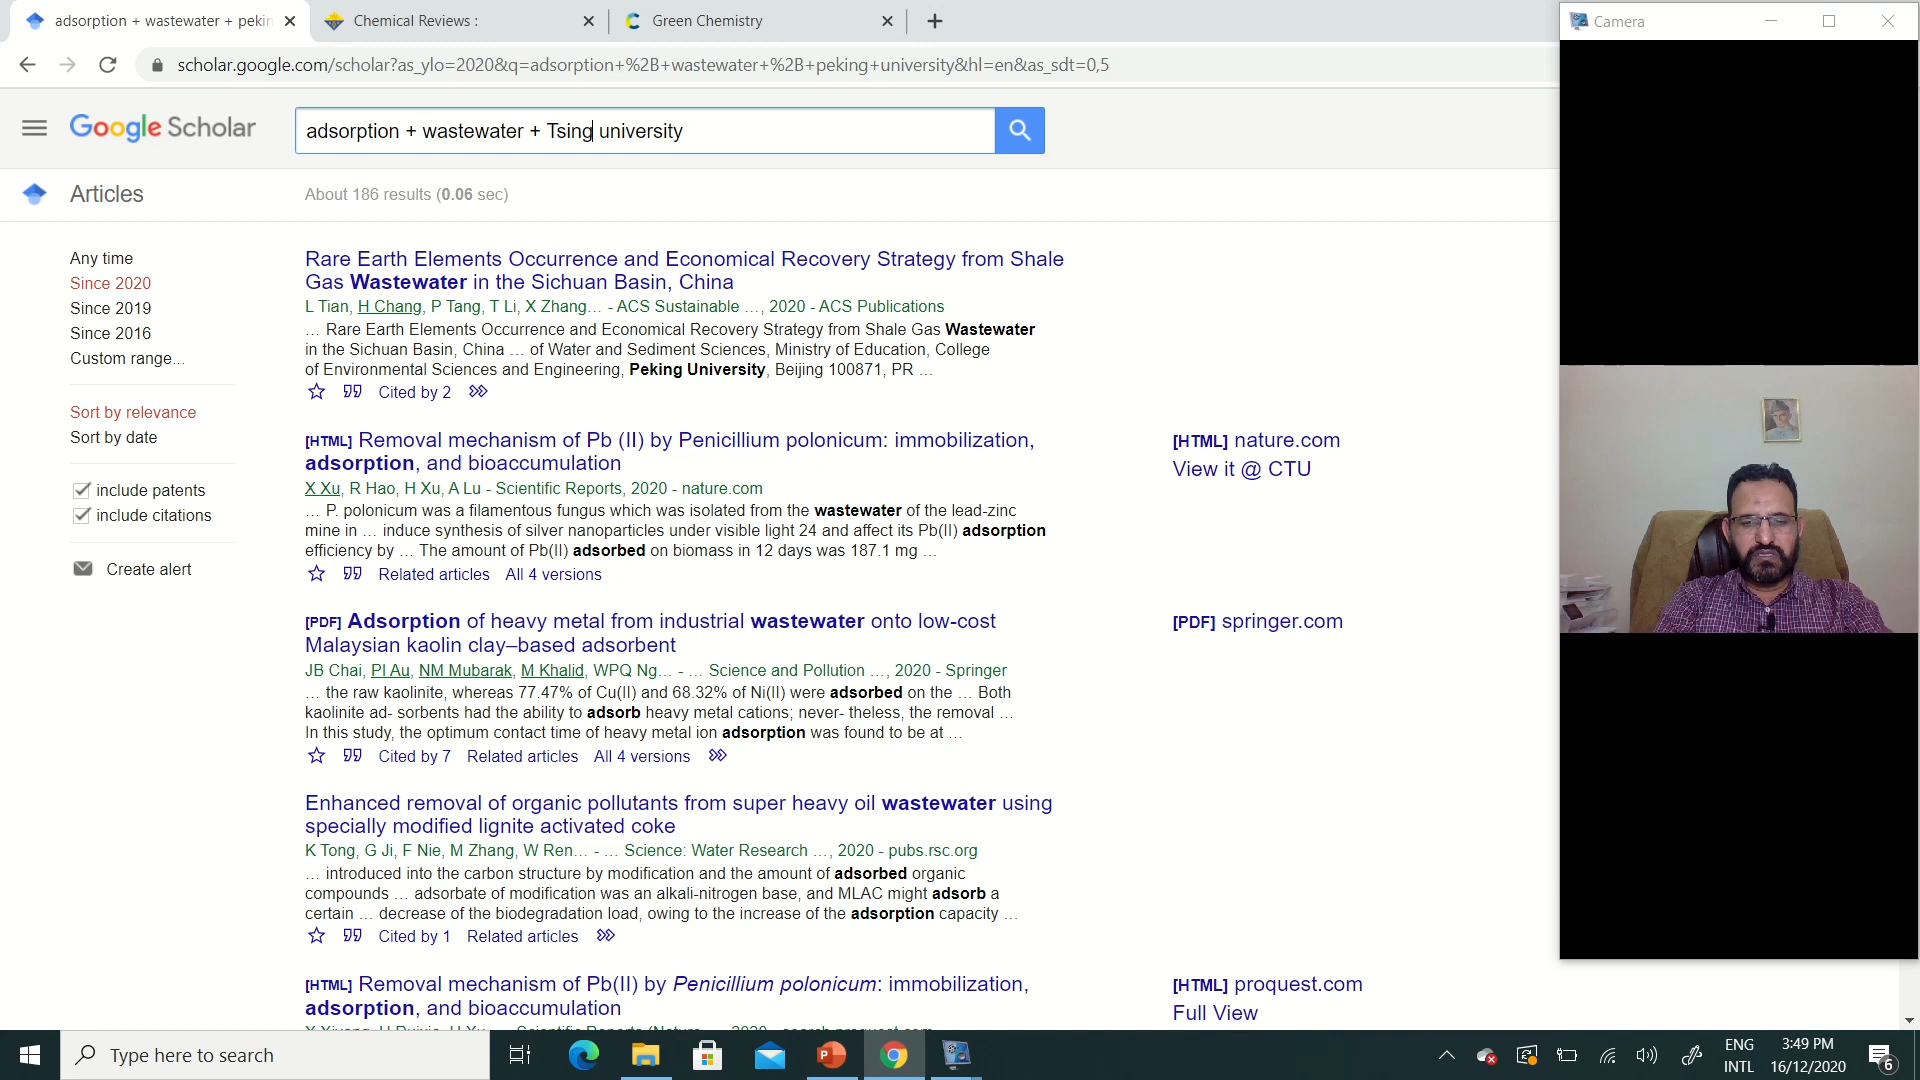 adsorption + wastewater + pekin
Chemical Reviews :
Green Chemistry
Camera
scholar.google.com/scholar?as_ylo=2020&q=adsorption+%2B+wastewater+%2B+peking+university&hl=en&as_sdt=0,5
Google Scholar
adsorption + wastewater + Tsing university
Articles
About 186 results (0.06 sec)
Any time
Since 2020
Since 2019
Since 2016
Custom range...
Sort by relevance
Sort by date
include patents
include citations
Create alert
Rare Earth Elements Occurrence and Economical Recovery Strategy from Shale
Gas Wastewater in the Sichuan Basin, China
L Tian, H Chang, P Tang, T Li, X Zhang… - ACS Sustainable …, 2020 - ACS Publications
… Rare Earth Elements Occurrence and Economical Recovery Strategy from Shale Gas Wastewater
in the Sichuan Basin, China … of Water and Sediment Sciences, Ministry of Education, College
of Environmental Sciences and Engineering, Peking University, Beijing 100871, PR …
Cited by 2
[HTML] Removal mechanism of Pb (II) by Penicillium polonicum: immobilization,
adsorption, and bioaccumulation
X Xu, R Hao, H Xu, A Lu - Scientific Reports, 2020 - nature.com
… P. polonicum was a filamentous fungus which was isolated from the wastewater of the lead-zinc
mine in … induce synthesis of silver nanoparticles under visible light 24 and affect its Pb(II) adsorption
efficiency by … The amount of Pb(II) adsorbed on biomass in 12 days was 187.1 mg …
Related articles All 4 versions
[HTML] nature.com
View it @ CTU
[PDF] Adsorption of heavy metal from industrial wastewater onto low-cost
Malaysian kaolin clay–based adsorbent
JB Chai, PI Au, NM Mubarak, M Khalid, WPQ Ng… - … Science and Pollution …, 2020 - Springer
… the raw kaolinite, whereas 77.47% of Cu(II) and 68.32% of Ni(II) were adsorbed on the … Both
kaolinite ad- sorbents had the ability to adsorb heavy metal cations; never- theless, the removal …
In this study, the optimum contact time of heavy metal ion adsorption was found to be at …
Cited by 7 Related articles All 4 versions
[PDF] springer.com
Enhanced removal of organic pollutants from super heavy oil wastewater using
specially modified lignite activated coke
K Tong, G Ji, F Nie, M Zhang, W Ren… - … Science: Water Research …, 2020 - pubs.rsc.org
… introduced into the carbon structure by modification and the amount of adsorbed organic
compounds … adsorbate of modification was an alkali-nitrogen base, and MLAC might adsorb a
certain … decrease of the biodegradation load, owing to the increase of the adsorption capacity …
Cited by 1 Related articles
[HTML] Removal mechanism of Pb(II) by Penicillium polonicum: immobilization,
adsorption, and bioaccumulation
[HTML] proquest.com
Full View
Type here to search
ENG
INTL
3:49 PM
16/12/2020
6